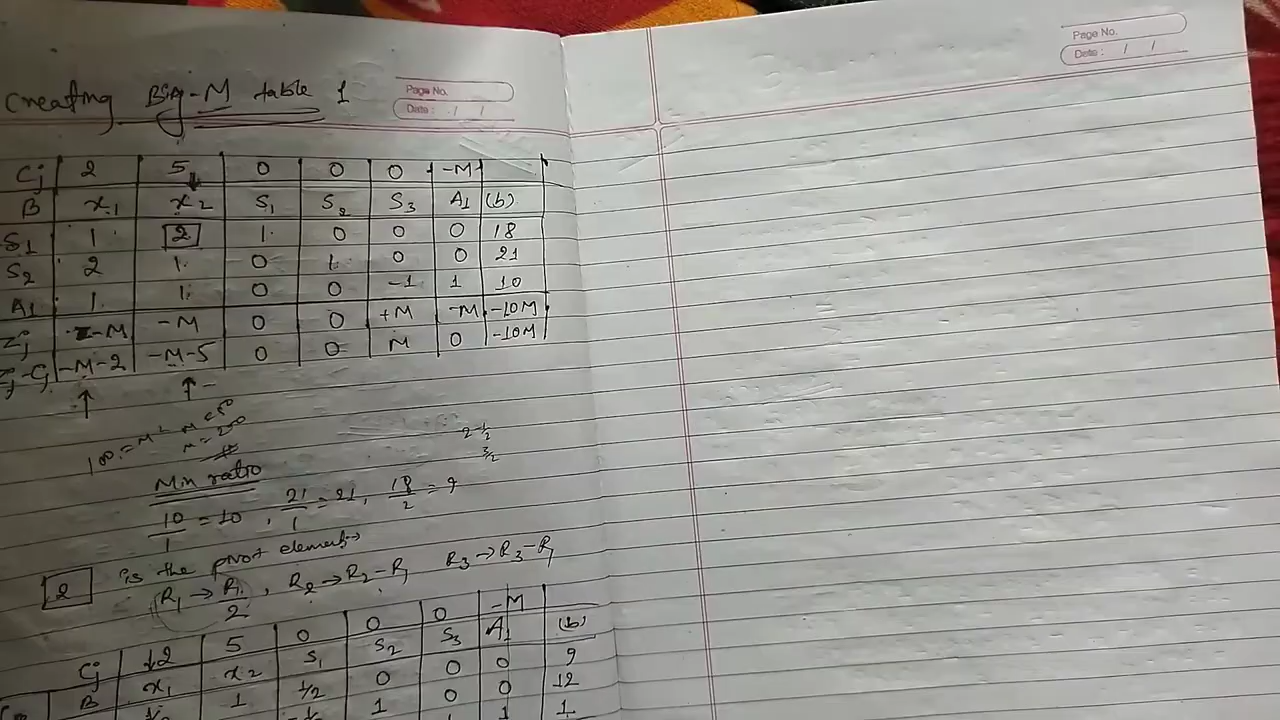 Page No.
Date : / /
Page No.
Date : / /
Creating Big-M table 1
Cj 2 5 0 0 0 -M
B x1 x2 S1 S2 S3 A1 (b)
S1 1 2 1 0 0 0 18
S2 2 1 0 1 0 0 21
A1 1 1 0 0 -1 1 10
Zj -M -M 0 0 +M -M -10M
Zj-Cj -M-2 -M-5 0 0 M 0 -10M
2-1/2
3/2
Min ratio
10/1 = 10, 21/1 = 21, 18/2 = 9
2 is the pivot element→
R1 → R1/2, R2 → R2-R1 R3 → R3-R1
Cj 2 5 0 0 0 -M
B x1 x2 S1 S2 S3 A1 (b)
1 1/2 0 0 0 9
1 0 0 12
1 1